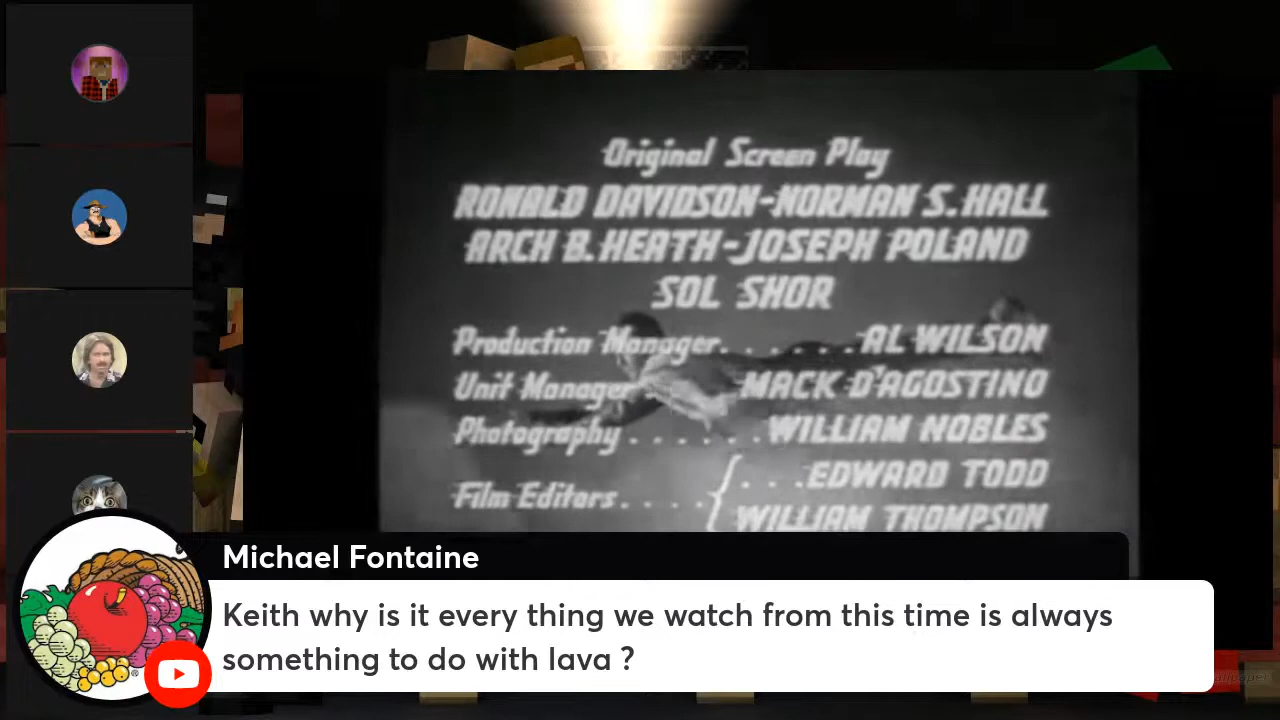 Original Screen Play
RONALD DAVIDSON-NORMAN S. HALL
ARCH B. HEATH-JOSEPH POLAND
SOL SHOR
Production Manager. . . . . . .AL WILSON
Unit Manager . . . . MACK D'AGOSTINO
Photography . . . . . . .WILLIAM NOBLES
Film Editors. . . . . { . . .EDWARD TODD
WILLIAM THOMPSON
Michael Fontaine
Keith why is it every thing we watch from this time is always
something to do with lava ?